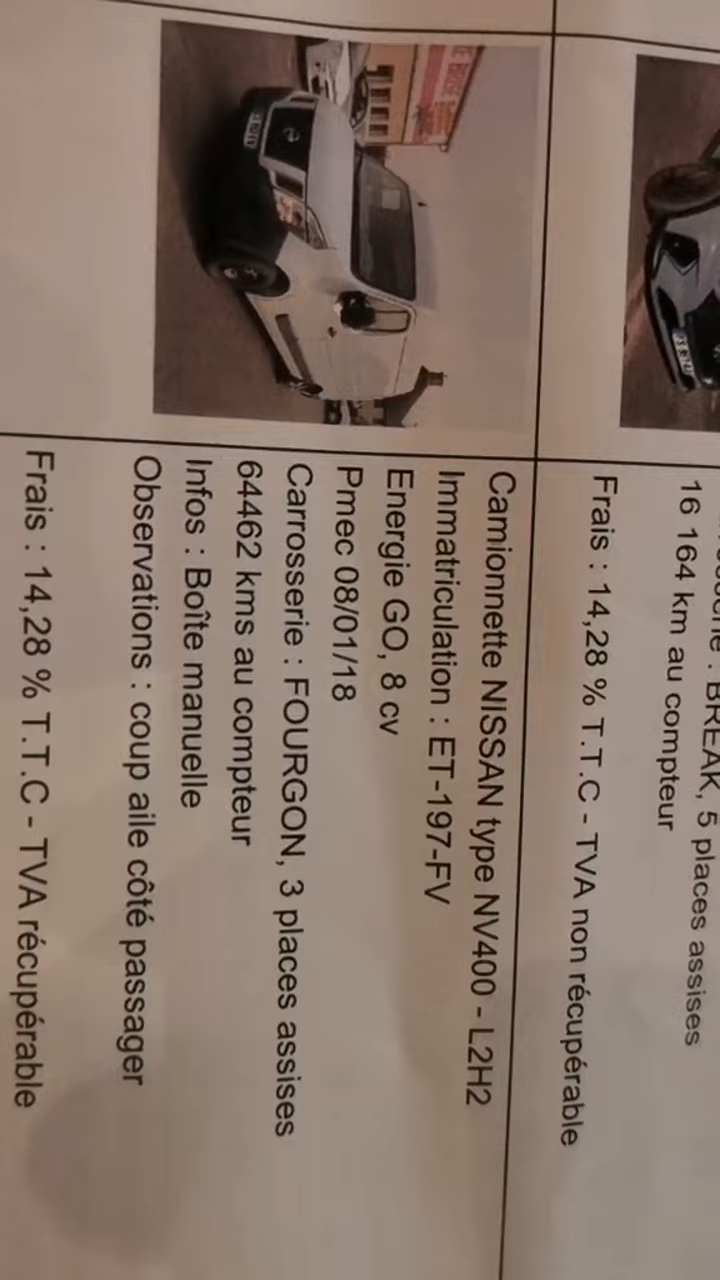 BREAK, 5 places assises
16 164 km au compteur
Frais : 14,28 % T.T.C - TVA non récupérable
Camionnette NISSAN type NV400 - L2H2
Immatriculation : ET-197-FV
Energie GO, 8 cv
Pmec 08/01/18
Carrosserie : FOURGON, 3 places assises
64462 kms au compteur
Infos : Boîte manuelle
Observations : coup aile côté passager
Frais : 14,28 % T.T.C - TVA récupérable